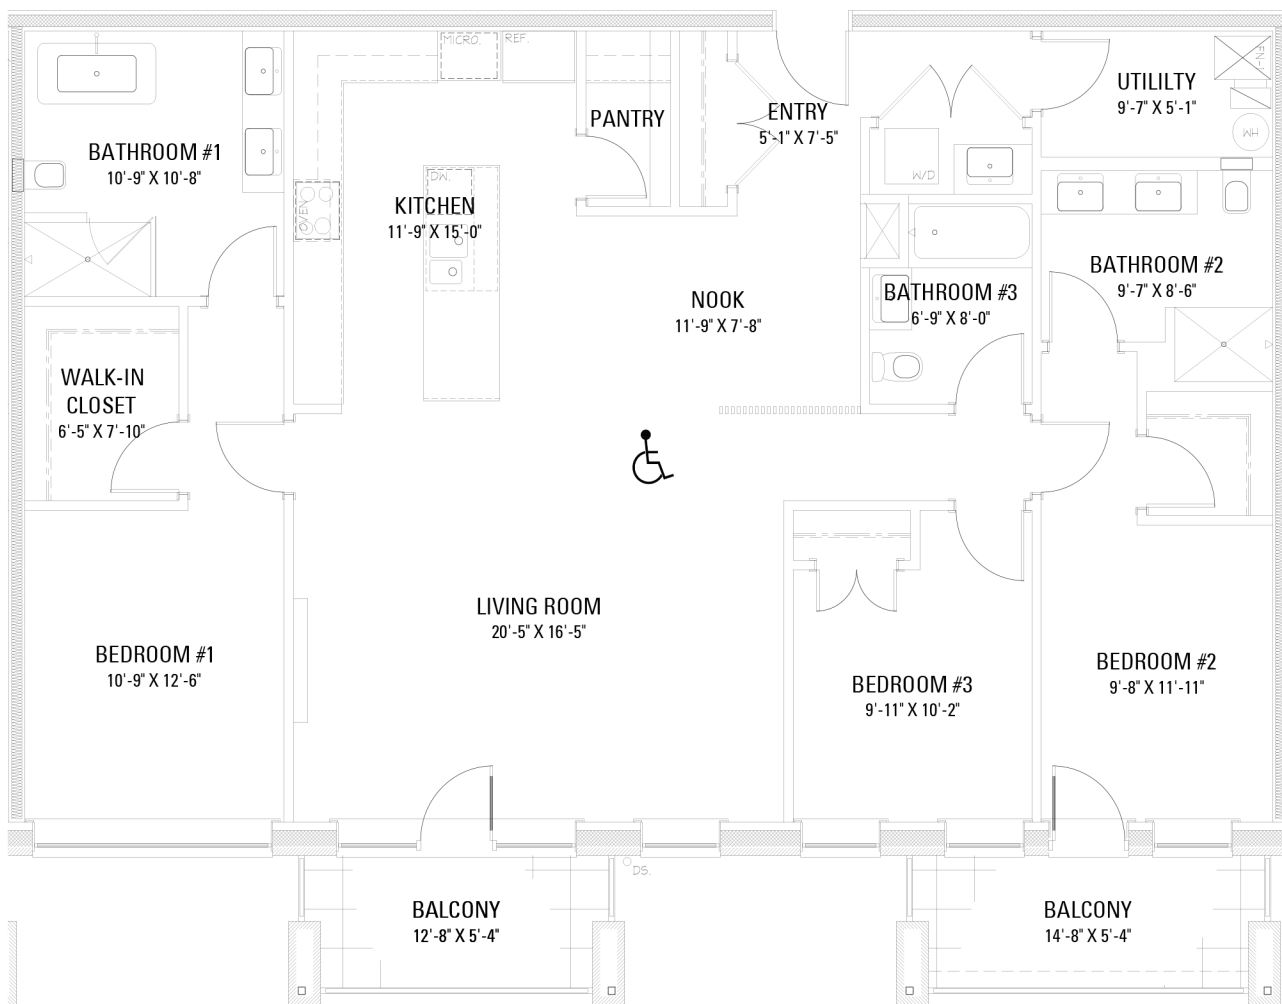 MICRO.
REF.
BATHROOM #1
10'-9" X 10'-8"
PANTRY
ENTRY
5'-1" X 7'-5"
UTILILTY
9'-7" X 5'-1"
HW
W/D
DW.
OVEN
KITCHEN
11'-9" X 15'-0"
BATHROOM #2
9'-7" X 8'-6"
NOOK
11'-9" X 7'-8"
BATHROOM #3
6'-9" X 8'-0"
WALK-IN
CLOSET
6'-5" X 7'-10"
LIVING ROOM
20'-5" X 16'-5"
BEDROOM #1
10'-9" X 12'-6"
BEDROOM #3
9'-11" X 10'-2"
BEDROOM #2
9'-8" X 11'-11"
DS.
BALCONY
12'-8" X 5'-4"
BALCONY
14'-8" X 5'-4"